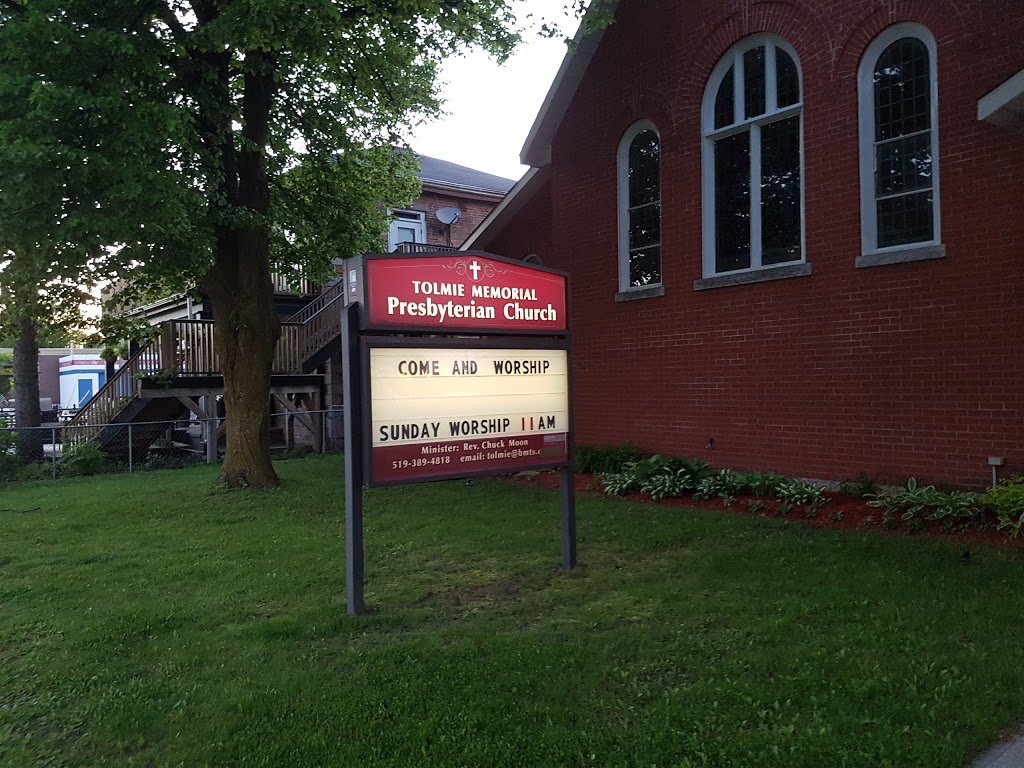 TOLMIE MEMORIAL
Presbyterian Church
COME AND WORSHIP
SUNDAY WORSHIP 11AM
Minister: Rev. Chuck Moon
519-389-4818 email: tolmie@bmts.c